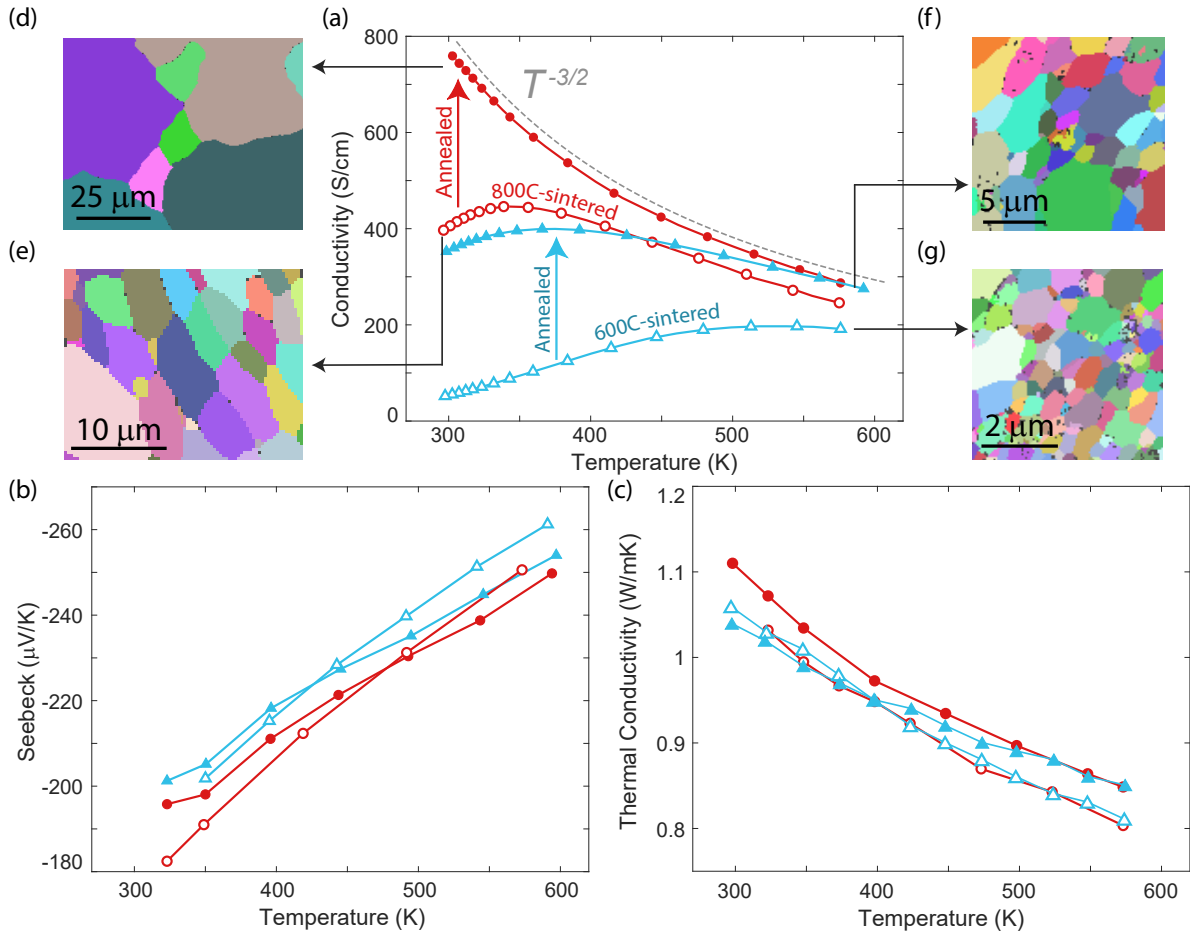 (d)
(a)
(f)
800
600
400
200
0
Conductivity (S/cm)
T-3/2
Annealed
800C-sintered
Annealed
600C-sintered
300
400
500
600
Temperature (K)
25 μm
5 μm
(e)
(g)
10 μm
2 μm
(b)
(c)
-260
-240
-220
-200
-180
Seebeck (μV/K)
300
400
500
600
Temperature (K)
1.2
1.1
1
0.9
0.8
Thermal Conductivity (W/mK)
300
400
500
600
Temperature (K)